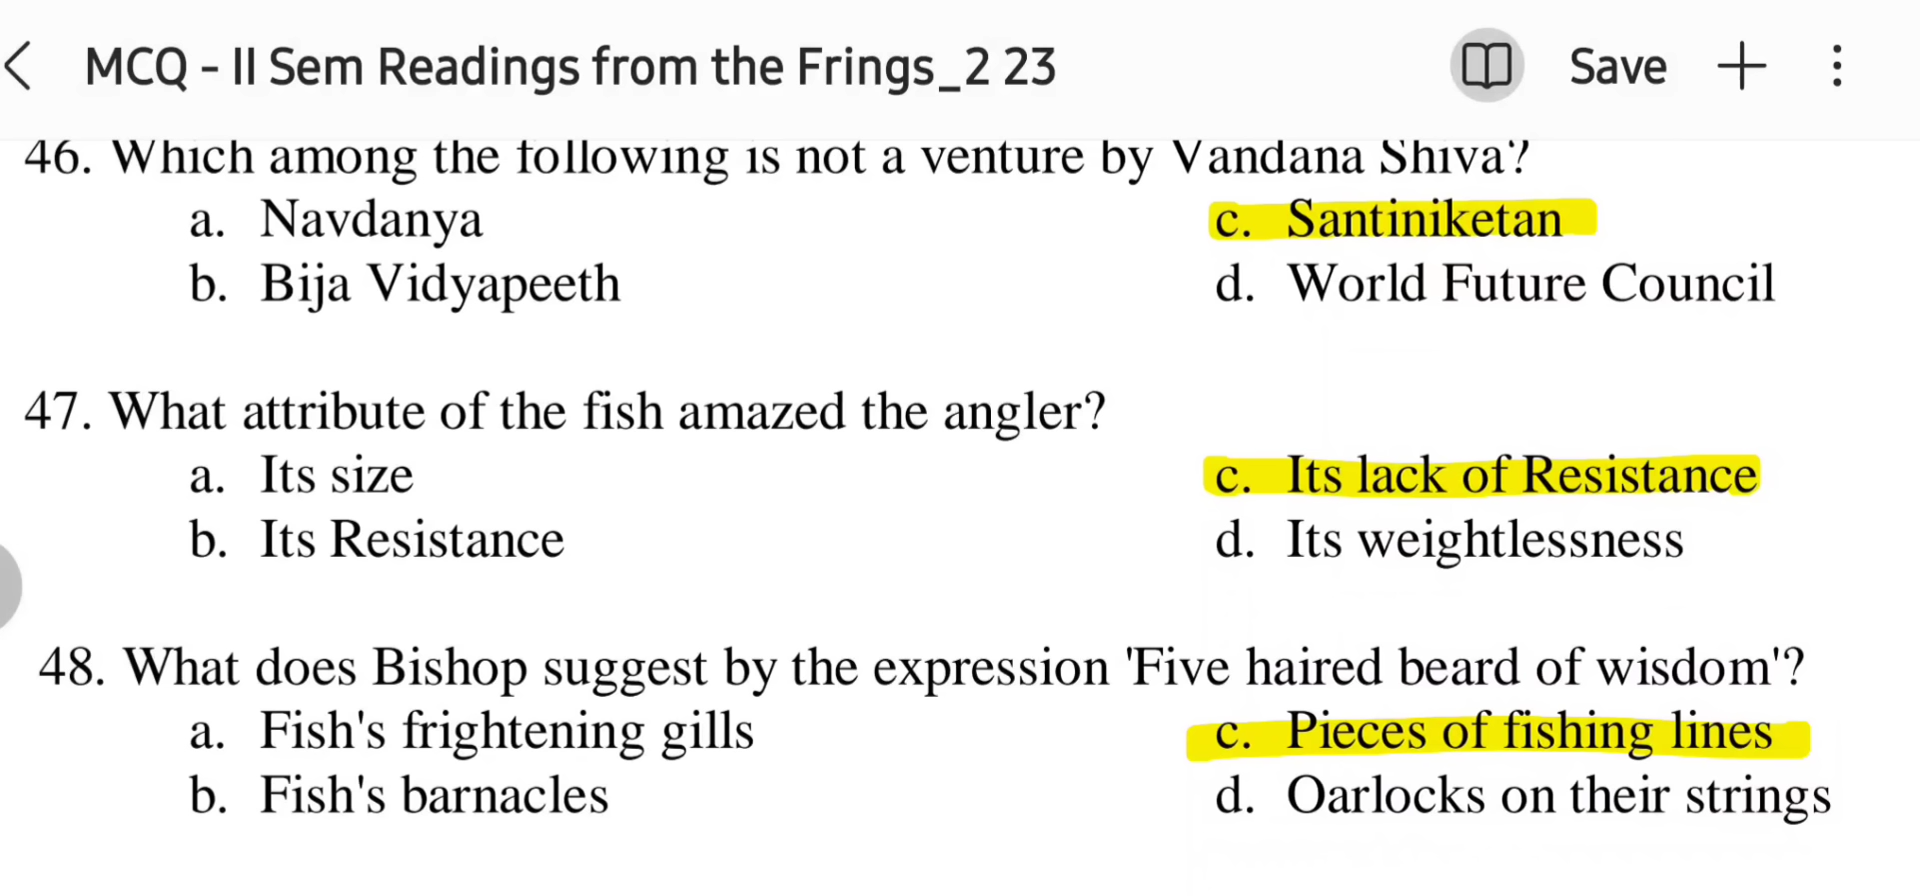 MCQ - II Sem Readings from the Frings_2 23
Save
46. Which among the following is not a venture by Vandana Shiva?
a. Navdanya
c. Santiniketan
b. Bija Vidyapeeth
d. World Future Council
47. What attribute of the fish amazed the angler?
a. Its size
c. Its lack of Resistance
b. Its Resistance
d. Its weightlessness
48. What does Bishop suggest by the expression 'Five haired beard of wisdom'?
a. Fish's frightening gills
c. Pieces of fishing lines
b. Fish's barnacles
d. Oarlocks on their strings